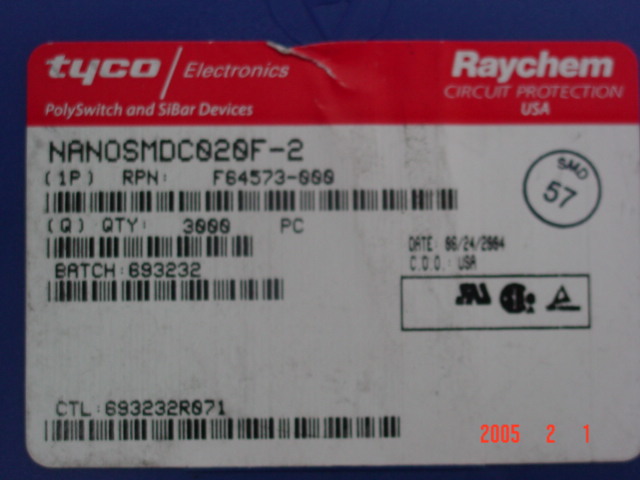 tyco / Electronics
Raychem
CIRCUIT PROTECTION
USA
PolySwitch and SiBar Devices
NANOSMDC020F-2
(1P) RPN: F64573-000
SMD
57
(Q) QTY: 3000 PC
DATE: 06/24/2004
C.O.O.: USA
BATCH:693232
CTL:693232R071
2005 2 1